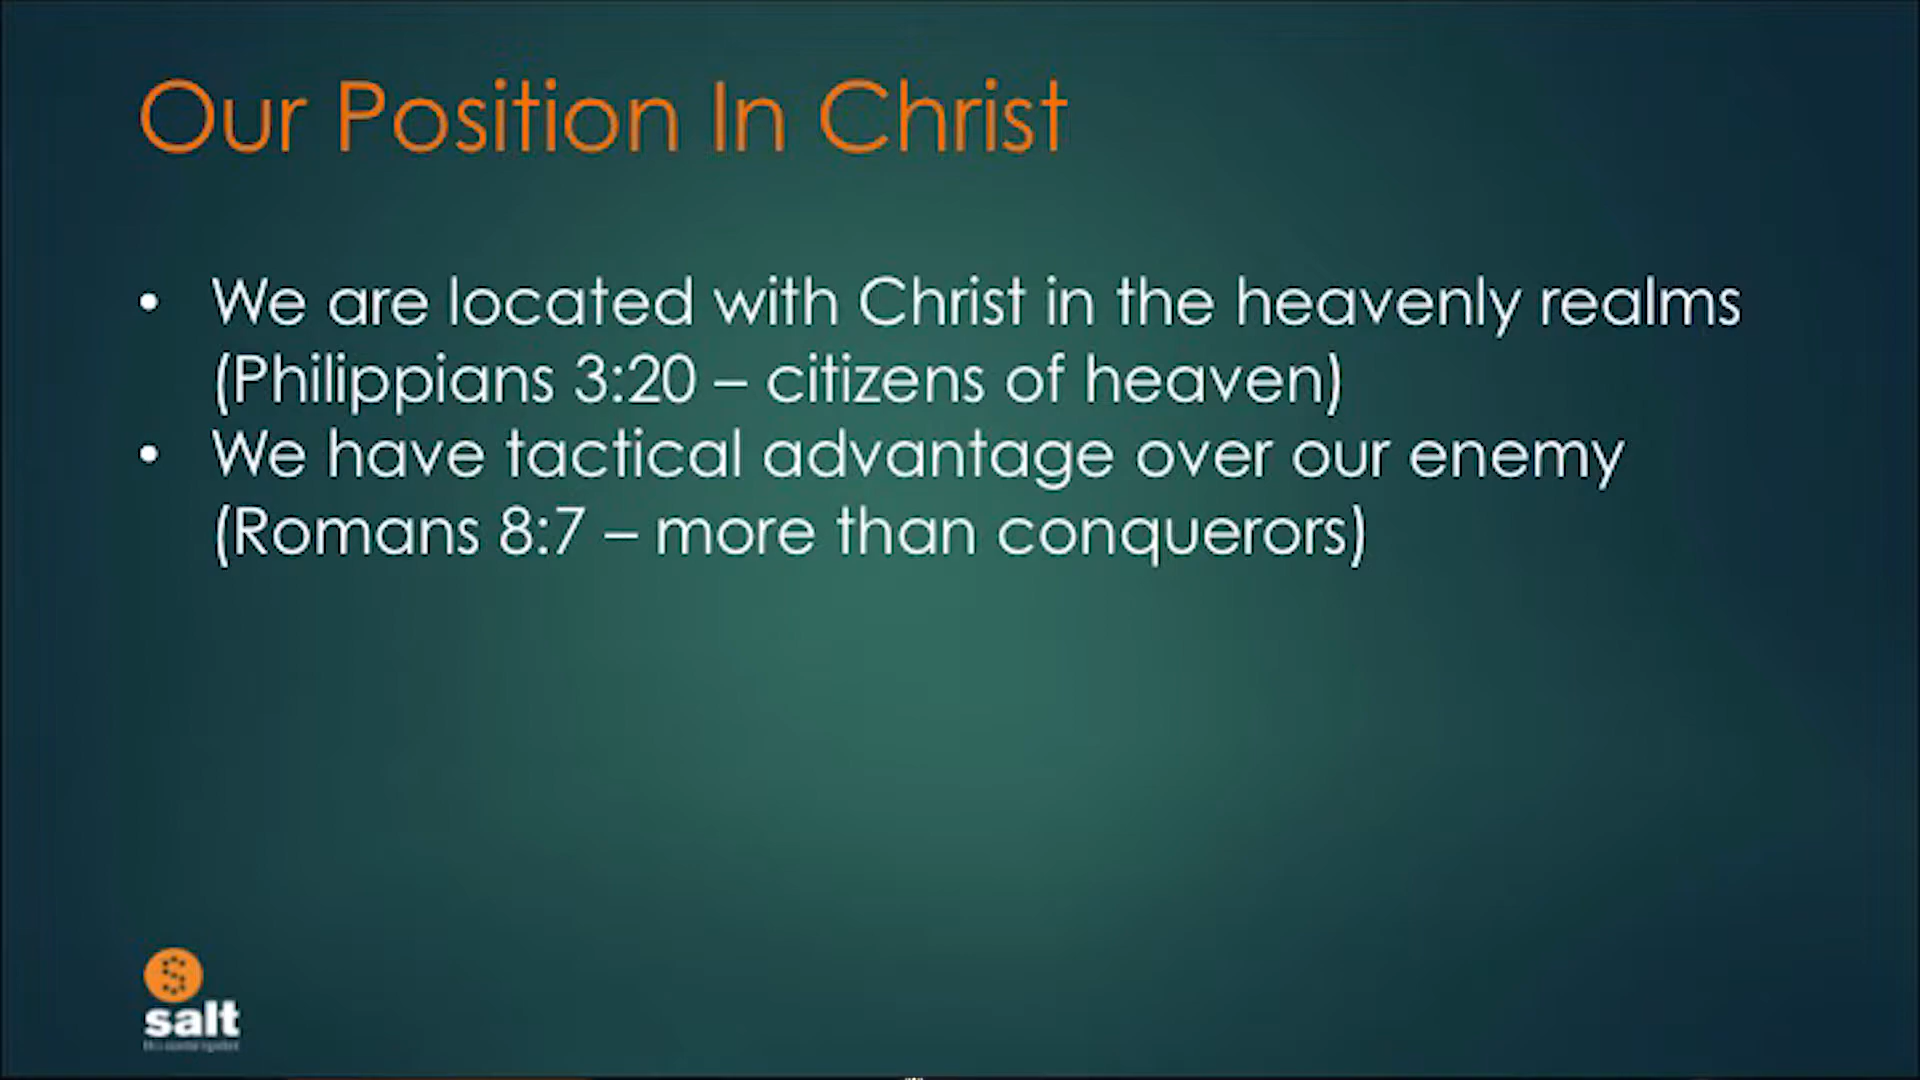 Our Position In Christ
• We are located with Christ in the heavenly realms
(Philippians 3:20 – citizens of heaven)
• We have tactical advantage over our enemy
(Romans 8:7 – more than conquerors)
S
salt